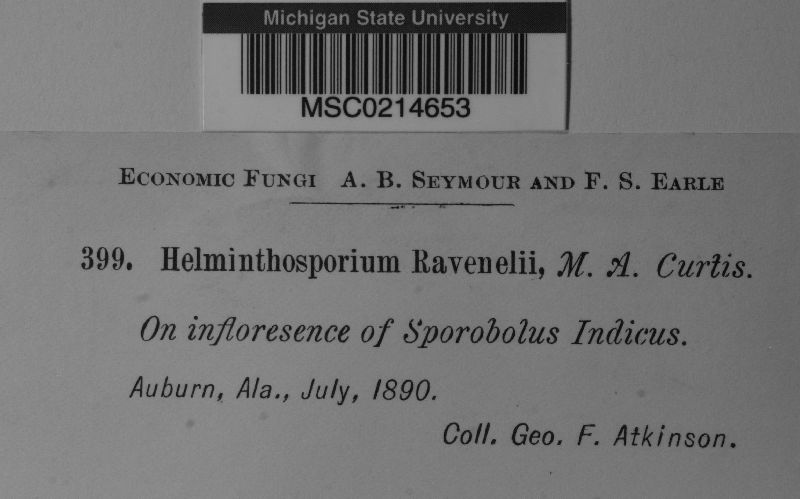 Michigan State University
MSC0214653
Economic Fungi A. B. Seymour and F. S. Earle
399. Helminthosporium Ravenelii, M. A. Curtis.
On infloresence of Sporobolus Indicus.
Auburn, Ala., July, 1890.
Coll. Geo. F. Atkinson.